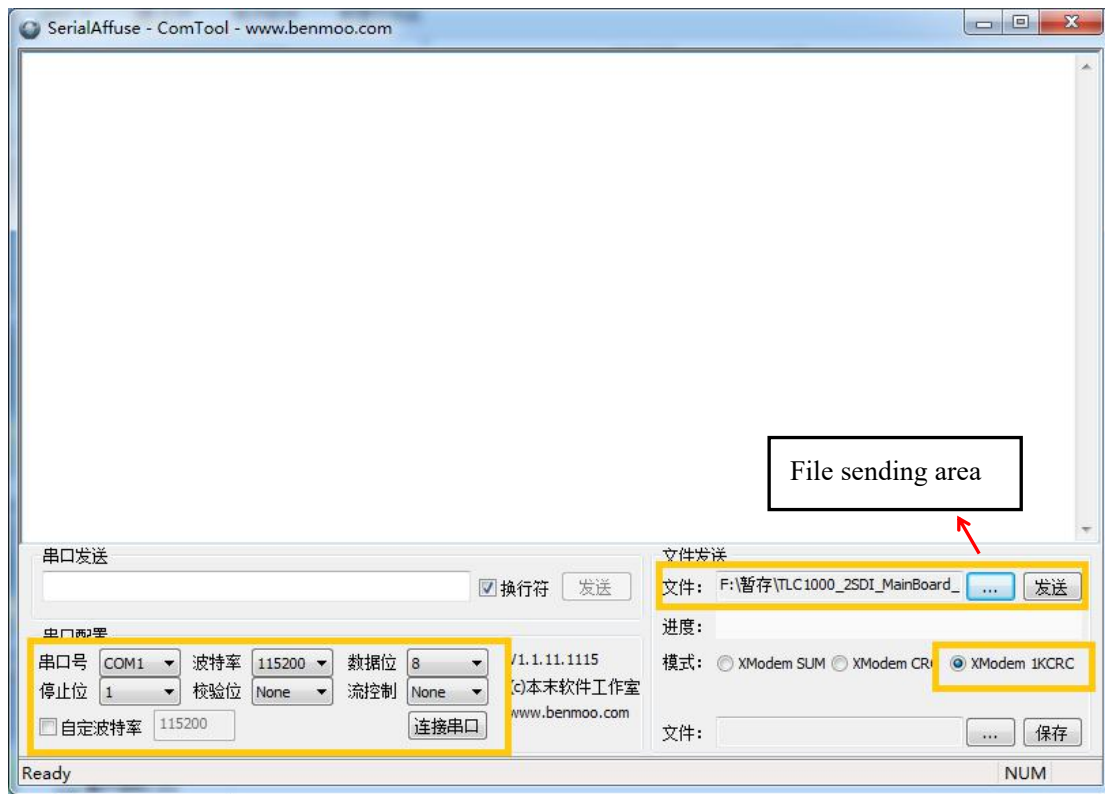 SerialAffuse - ComTool - www.benmoo.com
File sending area
串口发送
换行符 发送
文件发送
文件: F:\暂存\TLC1000_2SDI_MainBoard_ ... 发送
进度:
模式: XModem SUM XModem CR XModem 1KCRC
文件: ... 保存
串口配置
串口号 COM1 波特率 115200 数据位 8
停止位 1 校验位 None 流控制 None
自定波特率 115200 连接串口
V1.1.11.1115
(c)本末软件工作室
www.benmoo.com
Ready NUM